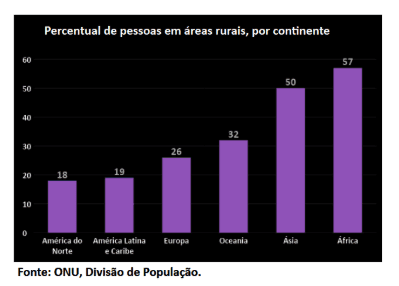 Percentual de pessoas em áreas rurais, por continente
60
50
40
30
20
10
0
18
19
26
32
50
57
América do
Norte
América Latina
e Caribe
Europa
Oceania
Ásia
África
Fonte: ONU, Divisão de População.